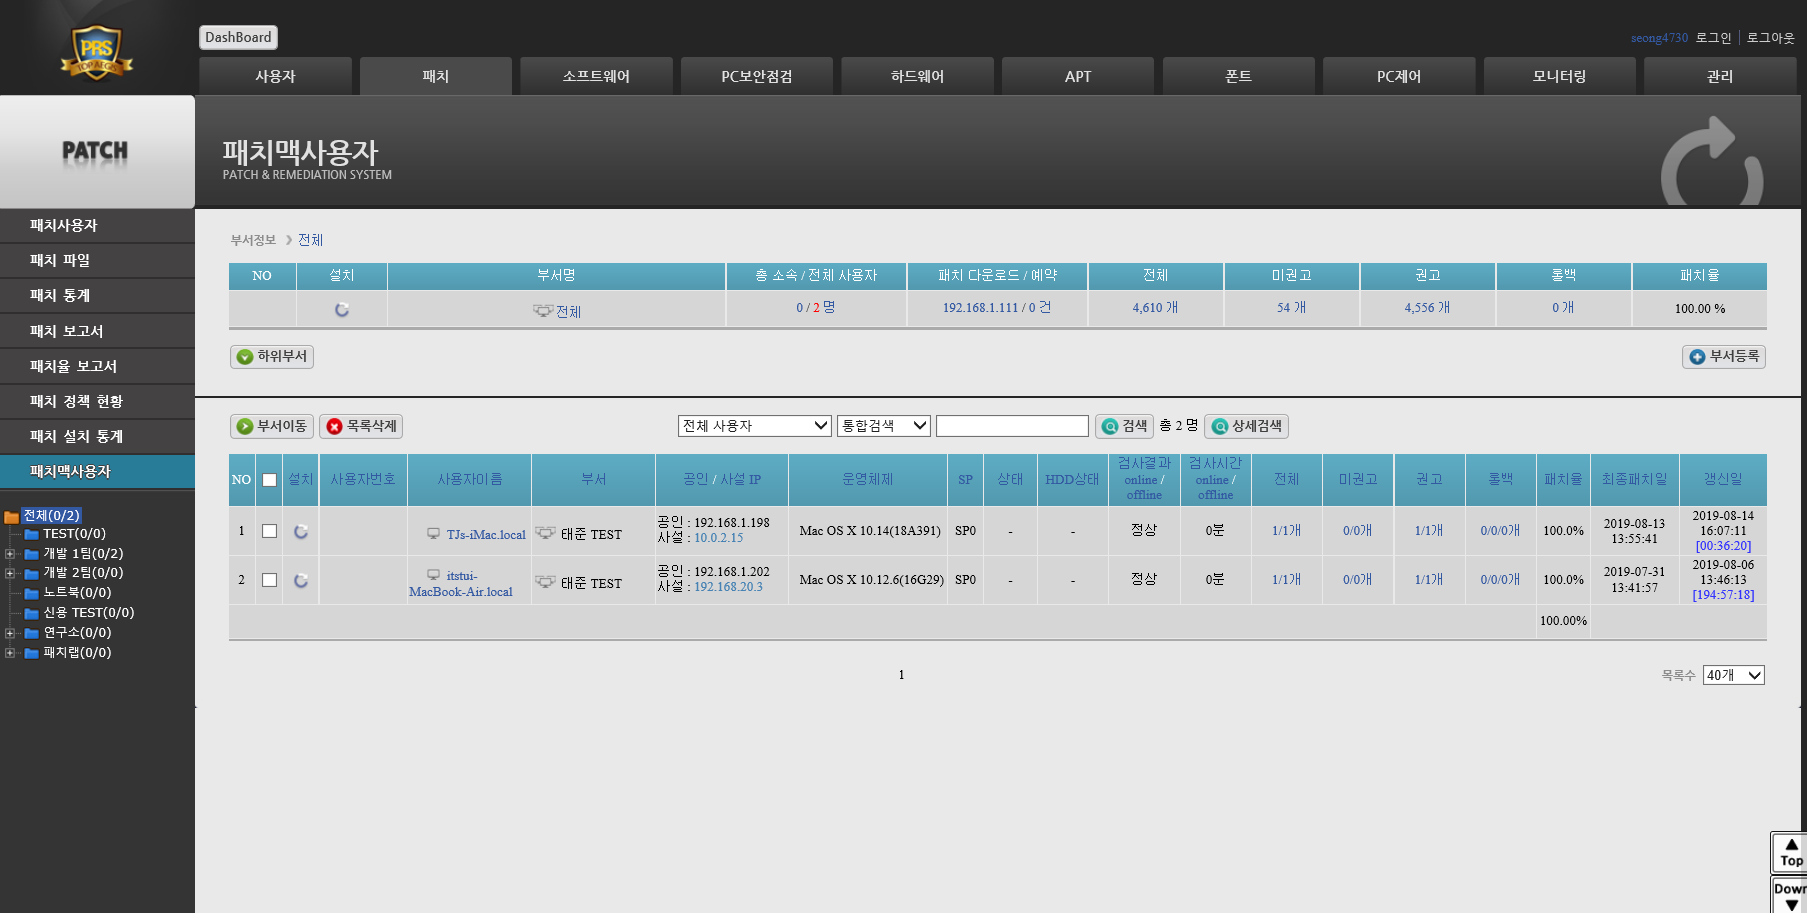 PRS
TOP AEGIS
DashBoard
seong4730 로그인 | 로그아웃
사용자 패치 소프트웨어 PC보안점검 하드웨어 APT 폰트 PC제어 모니터링 관리
PATCH
패치맥사용자
PATCH & REMEDIATION SYSTEM
패치사용자
패치 파일
패치 통계
패치 보고서
패치율 보고서
패치 정책 현황
패치 설치 통계
패치맥사용자
전체(0/2)
TEST(0/0)
개발 1팀(0/2)
개발 2팀(0/0)
노트북(0/0)
신용 TEST(0/0)
연구소(0/0)
패치랩(0/0)
부서정보 전체
NO 설치 부서명 총 소속 / 전체 사용자 패치 다운로드 / 예약 전체 미권고 권고 롤백 패치율
전체 0 / 2 명 192.168.1.111 / 0 건 4,610 개 54 개 4,556 개 0 개 100.00 %
하위부서 부서등록
부서이동 목록삭제 전체 사용자 통합검색 검색 총 2 명 상세검색
NO 설치 사용자번호 사용자이름 부서 공인 / 사설 IP 운영체제 SP 상태 HDD상태 검사결과 online / offline 검사시간 online / offline 전체 미권고 권고 롤백 패치율 최종패치일 갱신일
1 TJs-iMac.local 태준 TEST 공인 : 192.168.1.198 사설 : 10.0.2.15 Mac OS X 10.14(18A391) SP0 - - 정상 0분 1/1개 0/0개 1/1개 0/0/0개 100.0% 2019-08-13 13:55:41 2019-08-14 16:07:11 [00:36:20]
2 itstui-MacBook-Air.local 태준 TEST 공인 : 192.168.1.202 사설 : 192.168.20.3 Mac OS X 10.12.6(16G29) SP0 - - 정상 0분 1/1개 0/0개 1/1개 0/0/0개 100.0% 2019-07-31 13:41:57 2019-08-06 13:46:13 [194:57:18]
100.00%
1
목록수 40개
Top
Down